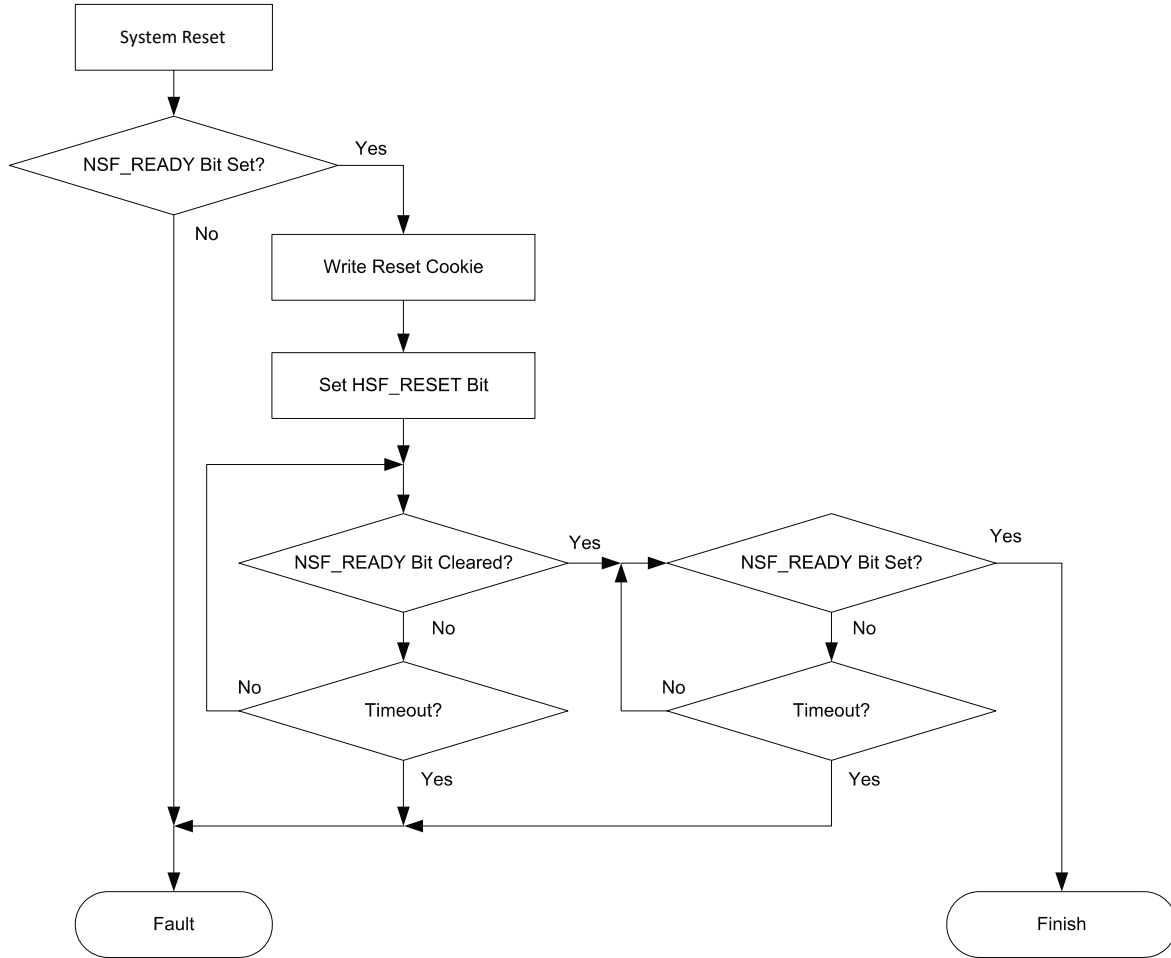 System Reset
NSF_READY Bit Set?
Yes
No
Write Reset Cookie
Set HSF_RESET Bit
NSF_READY Bit Cleared?
Yes
No
NSF_READY Bit Set?
Yes
No
Timeout?
No
Yes
Timeout?
No
Yes
Fault
Finish